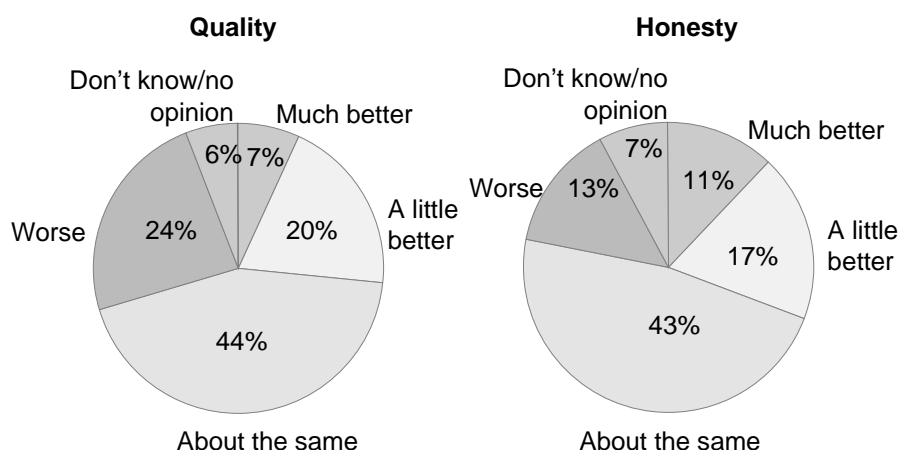 Quality
Don't know/no
opinion
Much better
6%
7%
Worse
24%
20%
A little
better
44%
About the same
Honesty
Don't know/no
opinion
Much better
7%
11%
Worse
13%
17%
A little
better
43%
About the same